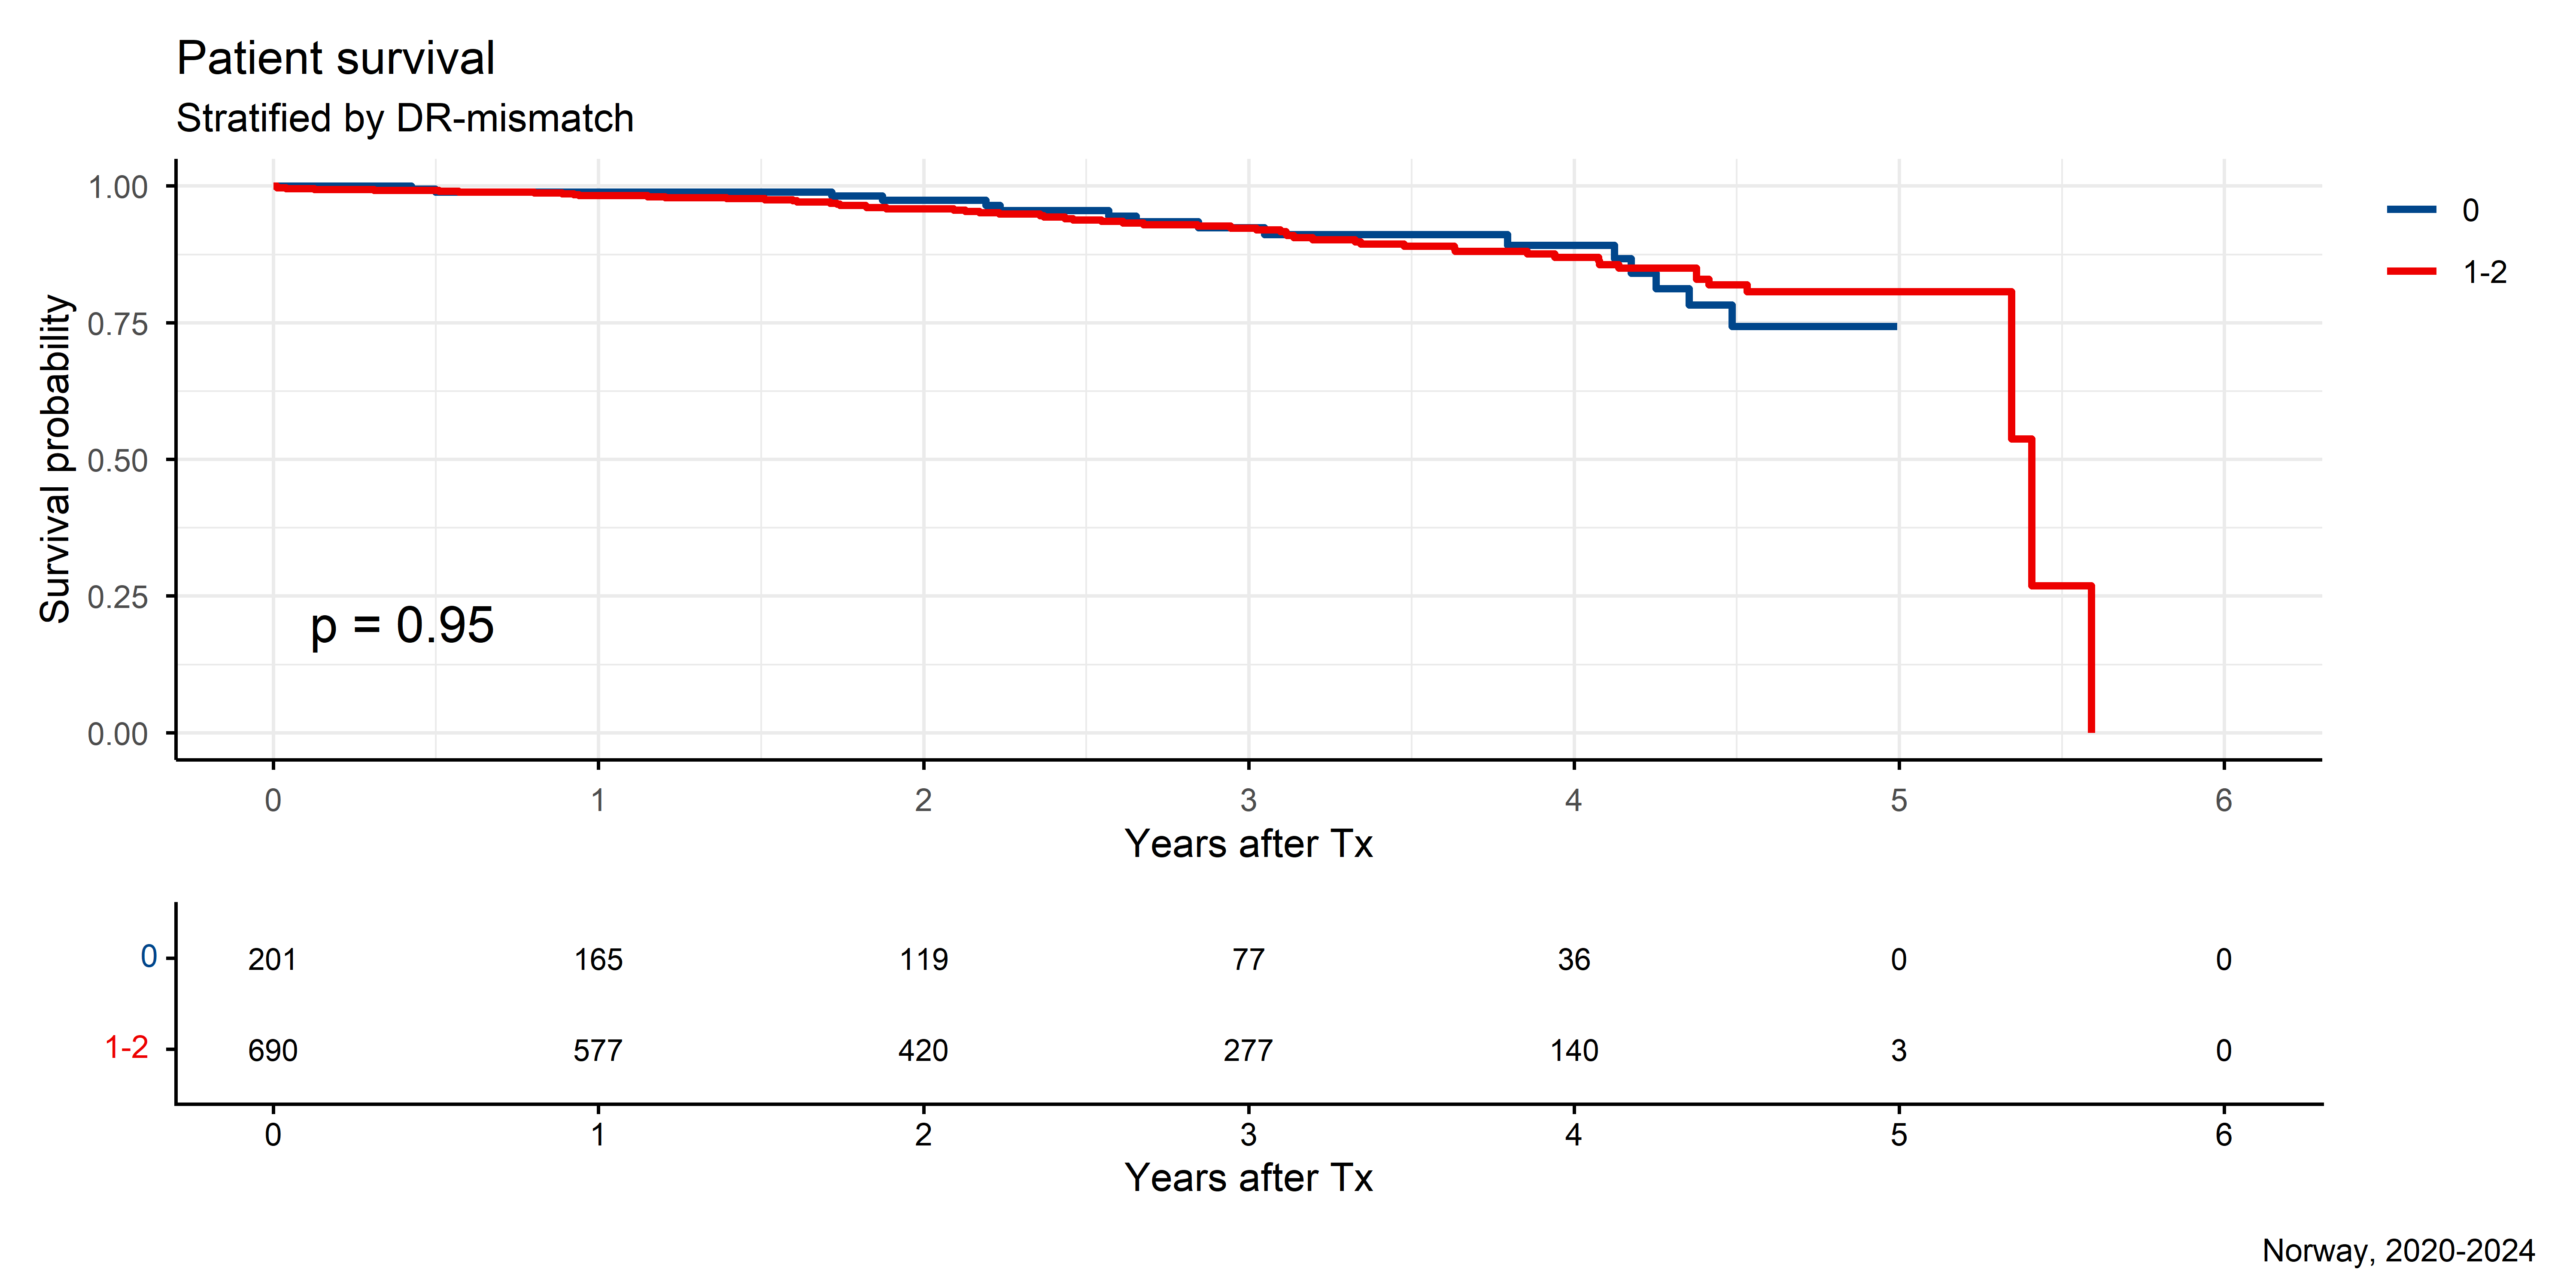 Patient survival
Stratified by DR-mismatch
Survival probability
1.00
0.75
0.50
0.25
0.00
p = 0.95
0
1-2
0 1 2 3 4 5 6
Years after Tx
0 201 165 119 77 36 0 0
1-2 690 577 420 277 140 3 0
0 1 2 3 4 5 6
Years after Tx
Norway, 2020-2024